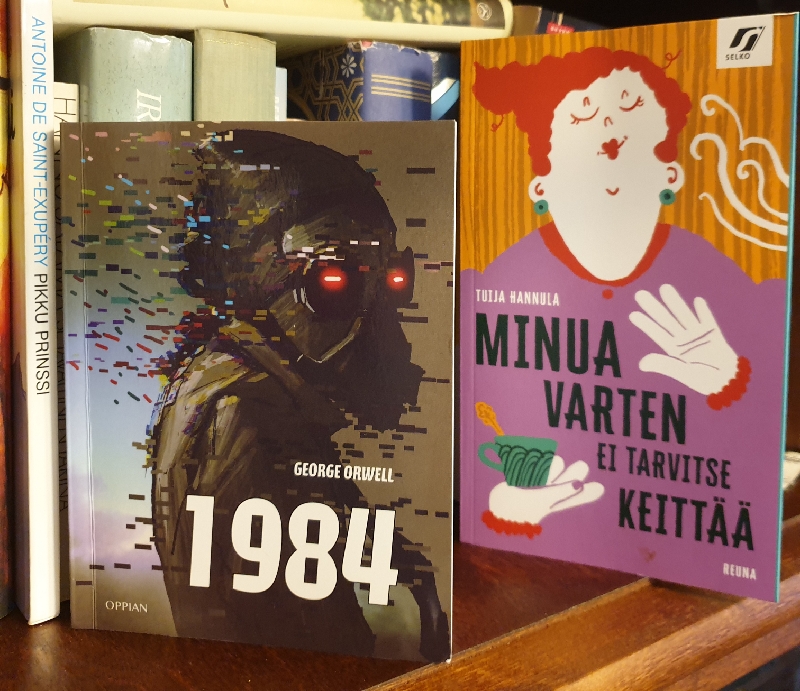 ANTOINE DE SAINT-EXUPÉRY PIKKU PRINSSI
GEORGE ORWELL
1984
OPPIAN
SELKO
TUIJA HANNULA
MINUA
VARTEN
EI TARVITSE
KEITTÄÄ
REUNA